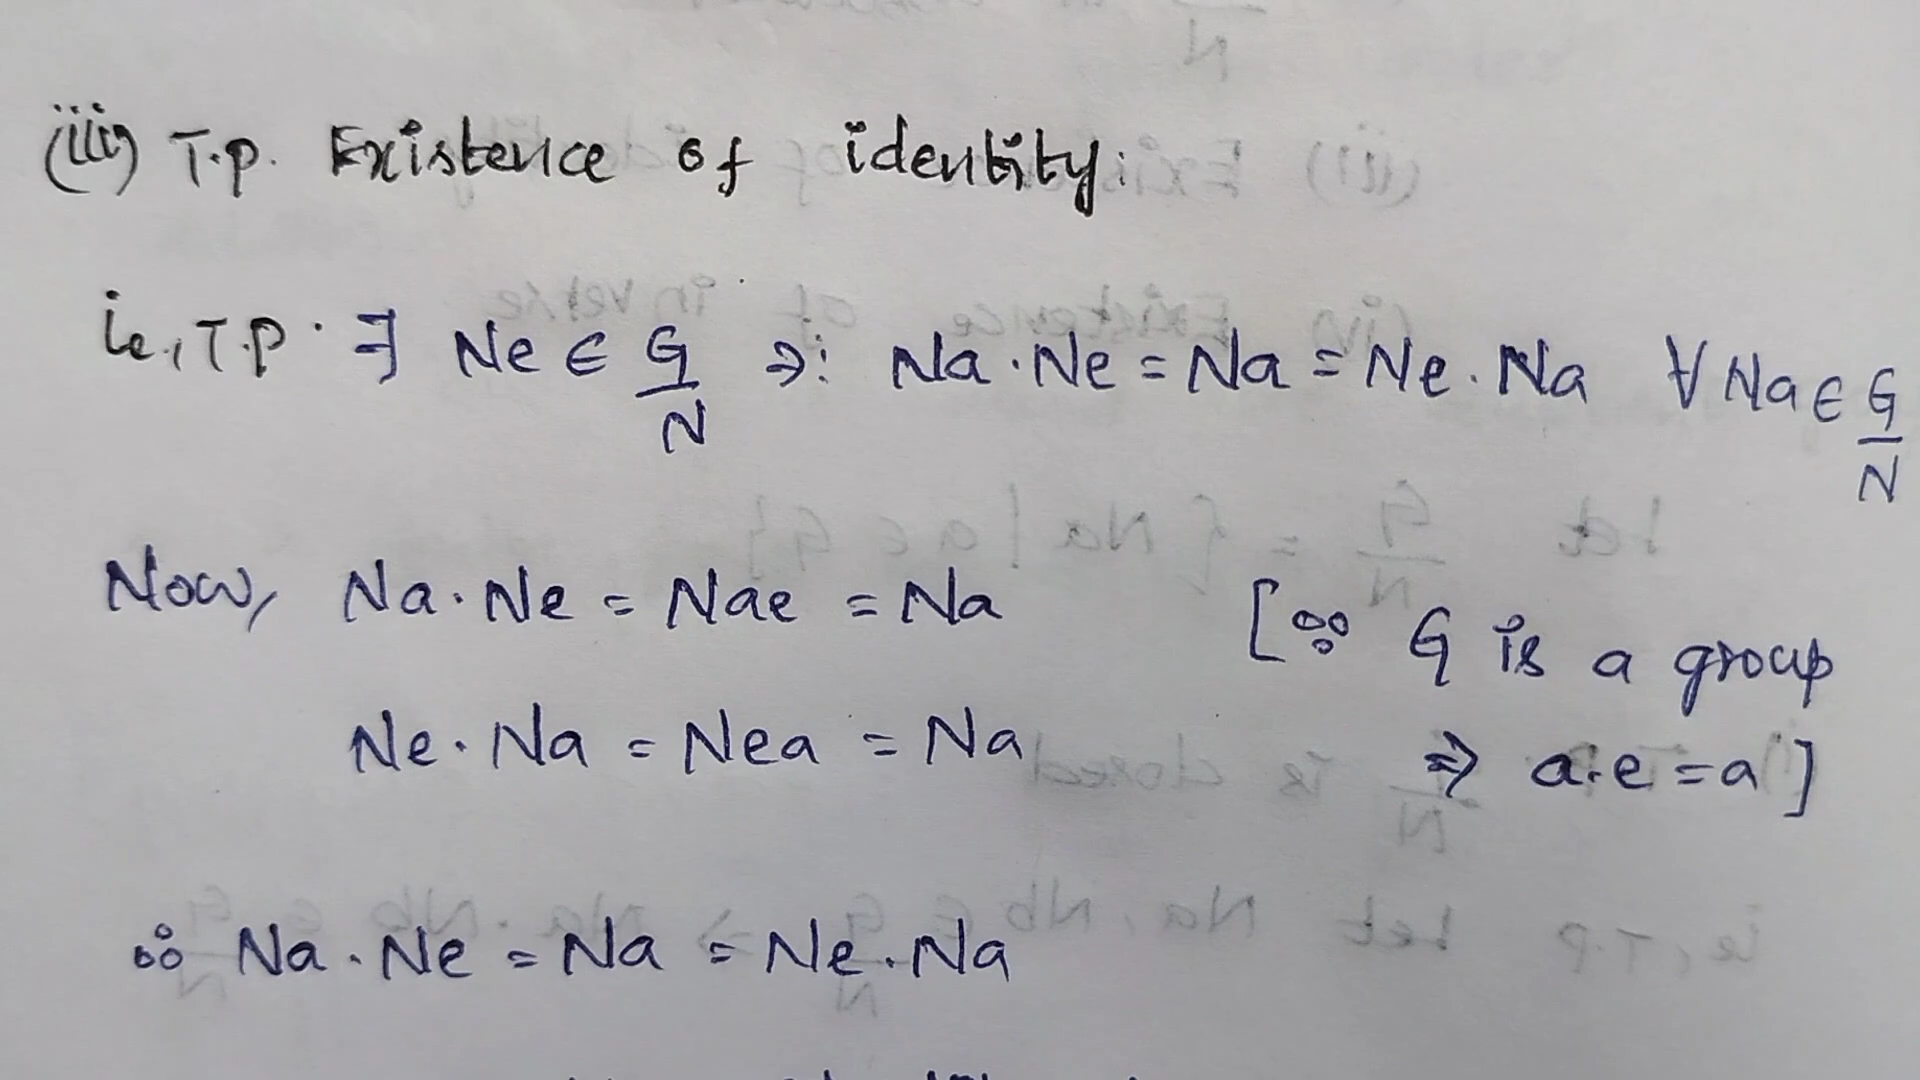 (iii) T.P. Existence of identity:
ie., T.P. ∃ Ne ∈ G/N ∋: Na . Ne = Na = Ne . Na ∀ Na ∈ G/N
Now, Na . Ne = Nae = Na [∵ G is a group
Ne . Na = Nea = Na ⇒ a.e = a]
∴ Na . Ne = Na = Ne . Na